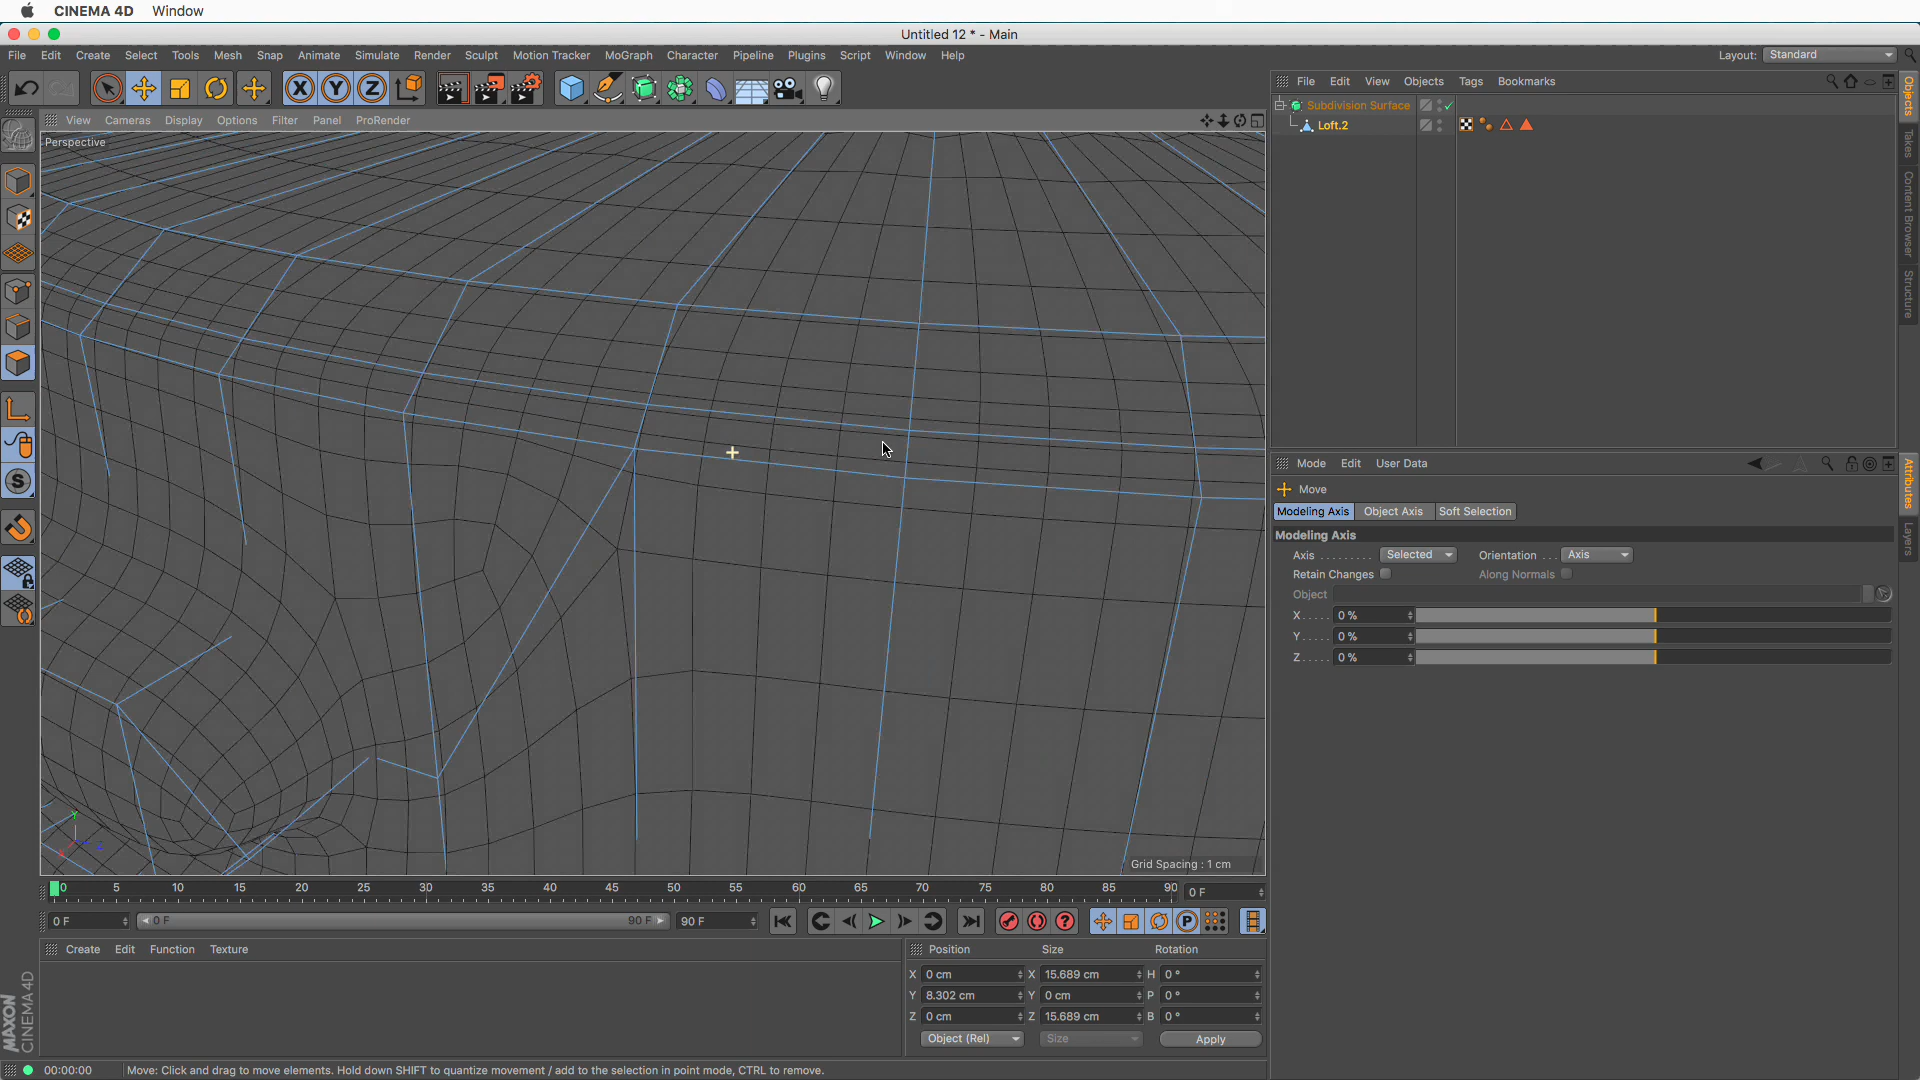 CINEMA 4D Window
Untitled 12 * - Main
File Edit Create Select Tools Mesh Snap Animate Simulate Render Sculpt Motion Tracker MoGraph Character Pipeline Plugins Script Window Help
Layout: Standard
X Y Z
View Cameras Display Options Filter Panel ProRender
Perspective
Grid Spacing : 1 cm
File Edit View Objects Tags Bookmarks
Subdivision Surface
Loft.2
Objects
Takes
Content Browser
Structure
Mode Edit User Data
Move
Modeling Axis Object Axis Soft Selection
Modeling Axis
Axis ......... Selected Orientation ... Axis
Retain Changes Along Normals
Object
X ..... 0 %
Y ..... 0 %
Z ..... 0 %
Attributes
Layers
S
Y
X
Z
0 5 10 15 20 25 30 35 40 45 50 55 60 65 70 75 80 85 90 0 F
0 F 0 F 90 F 90 F P
Create Edit Function Texture
Position Size Rotation
X 0 cm X 15.689 cm H 0 °
Y 8.302 cm Y 0 cm P 0 °
Z 0 cm Z 15.689 cm B 0 °
Object (Rel) Size Apply
MAXON
CINEMA 4D
00:00:00 Move: Click and drag to move elements. Hold down SHIFT to quantize movement / add to the selection in point mode, CTRL to remove.